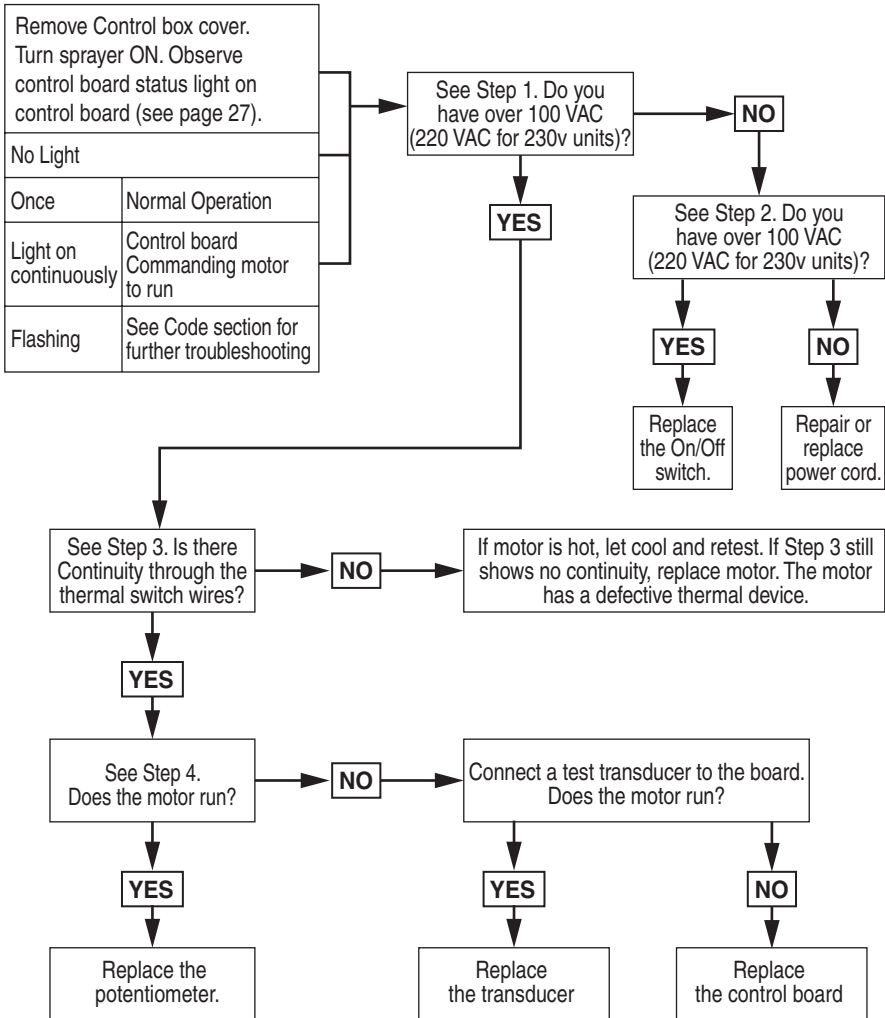 Remove Control box cover.
Turn sprayer ON. Observe
control board status light on
control board (see page 27).
No Light
Once
Normal Operation
Light on
continuously
Control board
Commanding motor
to run
Flashing
See Code section for
further troubleshooting
See Step 1. Do you
have over 100 VAC
(220 VAC for 230v units)?
NO
YES
See Step 2. Do you
have over 100 VAC
(220 VAC for 230v units)?
YES
NO
Replace
the On/Off
switch.
Repair or
replace
power cord.
See Step 3. Is there
Continuity through the
thermal switch wires?
NO
If motor is hot, let cool and retest. If Step 3 still
shows no continuity, replace motor. The motor
has a defective thermal device.
YES
See Step 4.
Does the motor run?
NO
Connect a test transducer to the board.
Does the motor run?
YES
YES
NO
Replace the
potentiometer.
Replace
the transducer
Replace
the control board